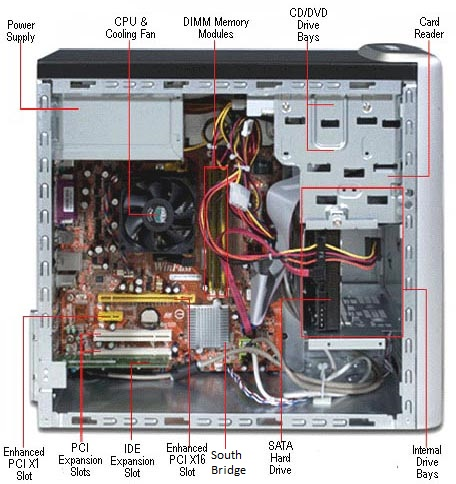 Power
Supply
CPU &
Cooling Fan
DIMM Memory
Modules
CD/DVD
Drive
Bays
Card
Reader
Enhanced
PCI X1
Slot
PCI
Expansion
Slots
IDE
Expansion
Slot
Enhanced
PCI X16
Slot
South
Bridge
SATA
Hard
Drive
Internal
Drive
Bays